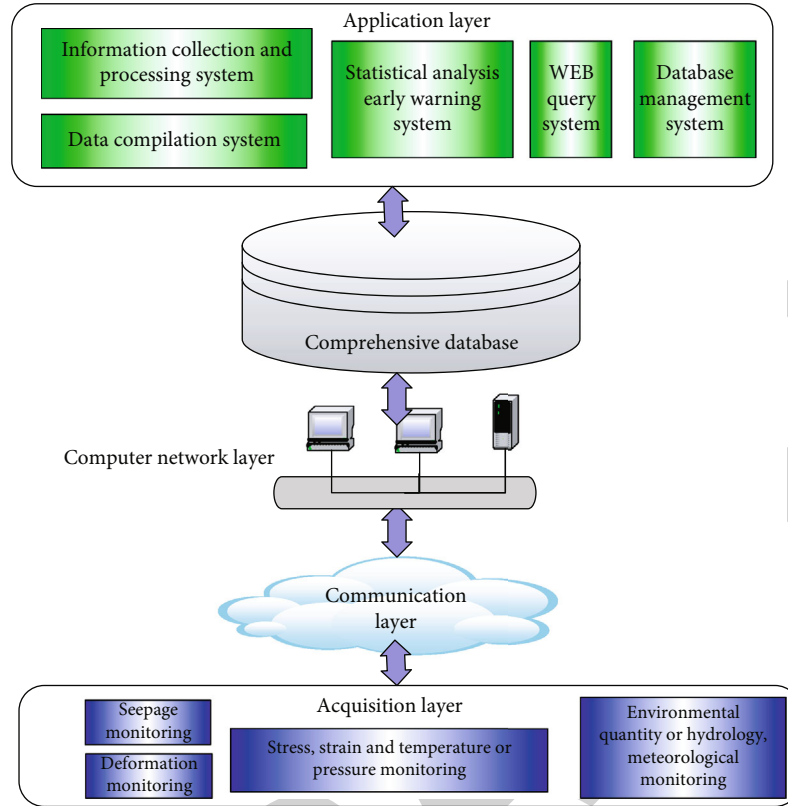 Application layer
Information collection and
processing system
Data compilation system
Statistical analysis
early warning
system
WEB
query
system
Database
management
system
Comprehensive database
Computer network layer
Communication
layer
Acquisition layer
Seepage
monitoring
Deformation
monitoring
Stress, strain and temperature or
pressure monitoring
Environmental
quantity or hydrology,
meteorological
monitoring